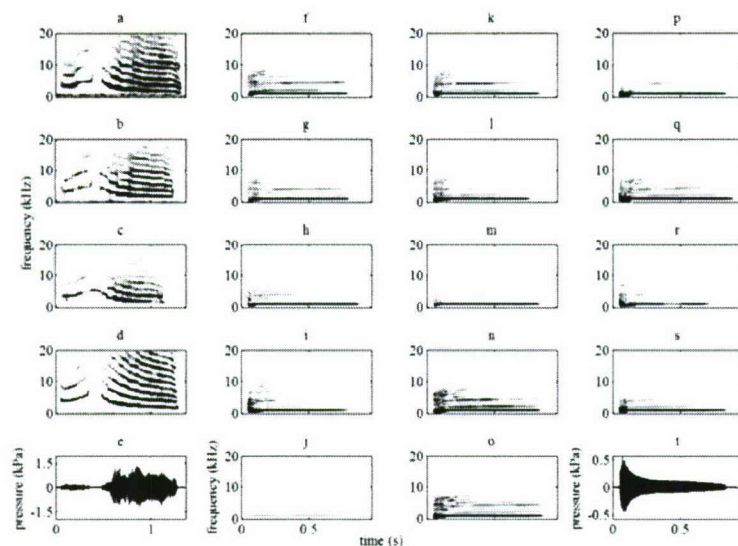 a f k p
20 20 20 20
10 10 10 10
0 0 0 0
b g l q
20 20 20 20
10 10 10 10
0 0 0 0
frequency (kHz)
c h m r
20 20 20 20
10 10 10 10
0 0 0 0
d i n s
20 20 20 20
10 10 10 10
0 0 0 0
e j o t
pressure (kPa) frequency (kHz) pressure (kPa)
1.5 20 20 0.5
0 10 10 0
-1.5 0 0 -0.5
0 1 0 0.5 0 0.5 0 0.5
time (s)